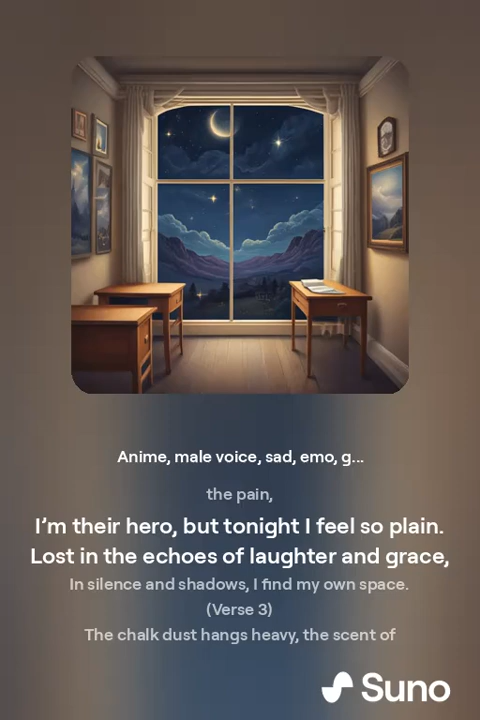 Anime, male voice, sad, emo, g...
the pain,
I'm their hero, but tonight I feel so plain.
Lost in the echoes of laughter and grace,
In silence and shadows, I find my own space.
(Verse 3)
The chalk dust hangs heavy, the scent of
Suno